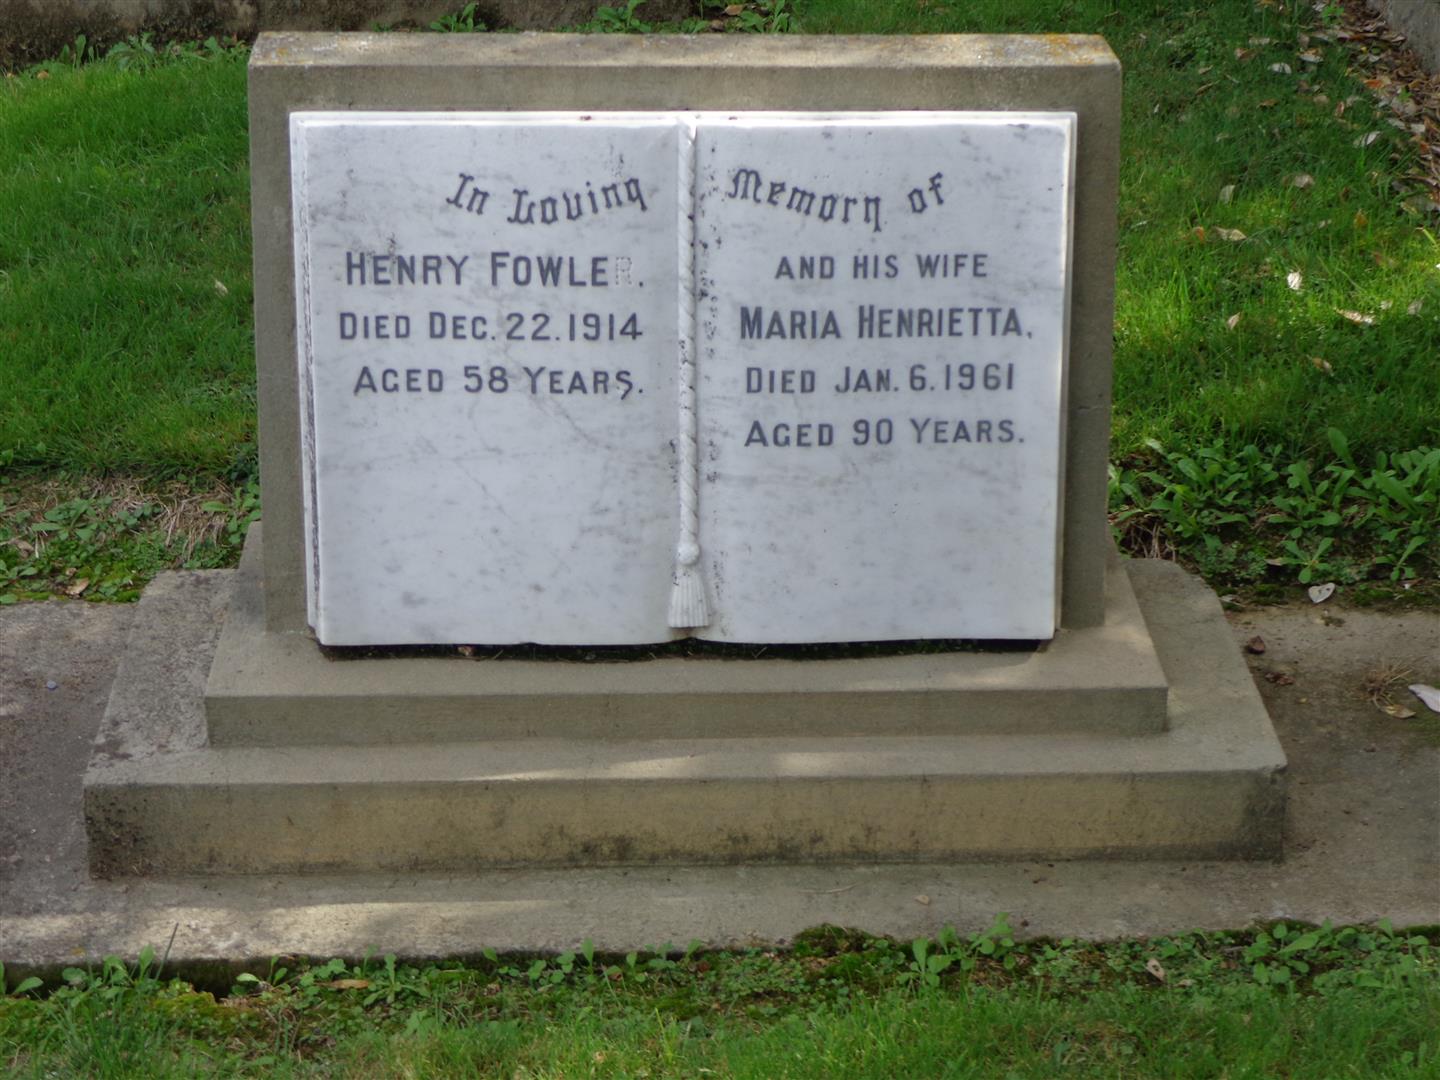 In Loving Memory of
HENRY FOWLER.
DIED DEC. 22. 1914
AGED 58 YEARS.
AND HIS WIFE
MARIA HENRIETTA.
DIED JAN. 6. 1961
AGED 90 YEARS.